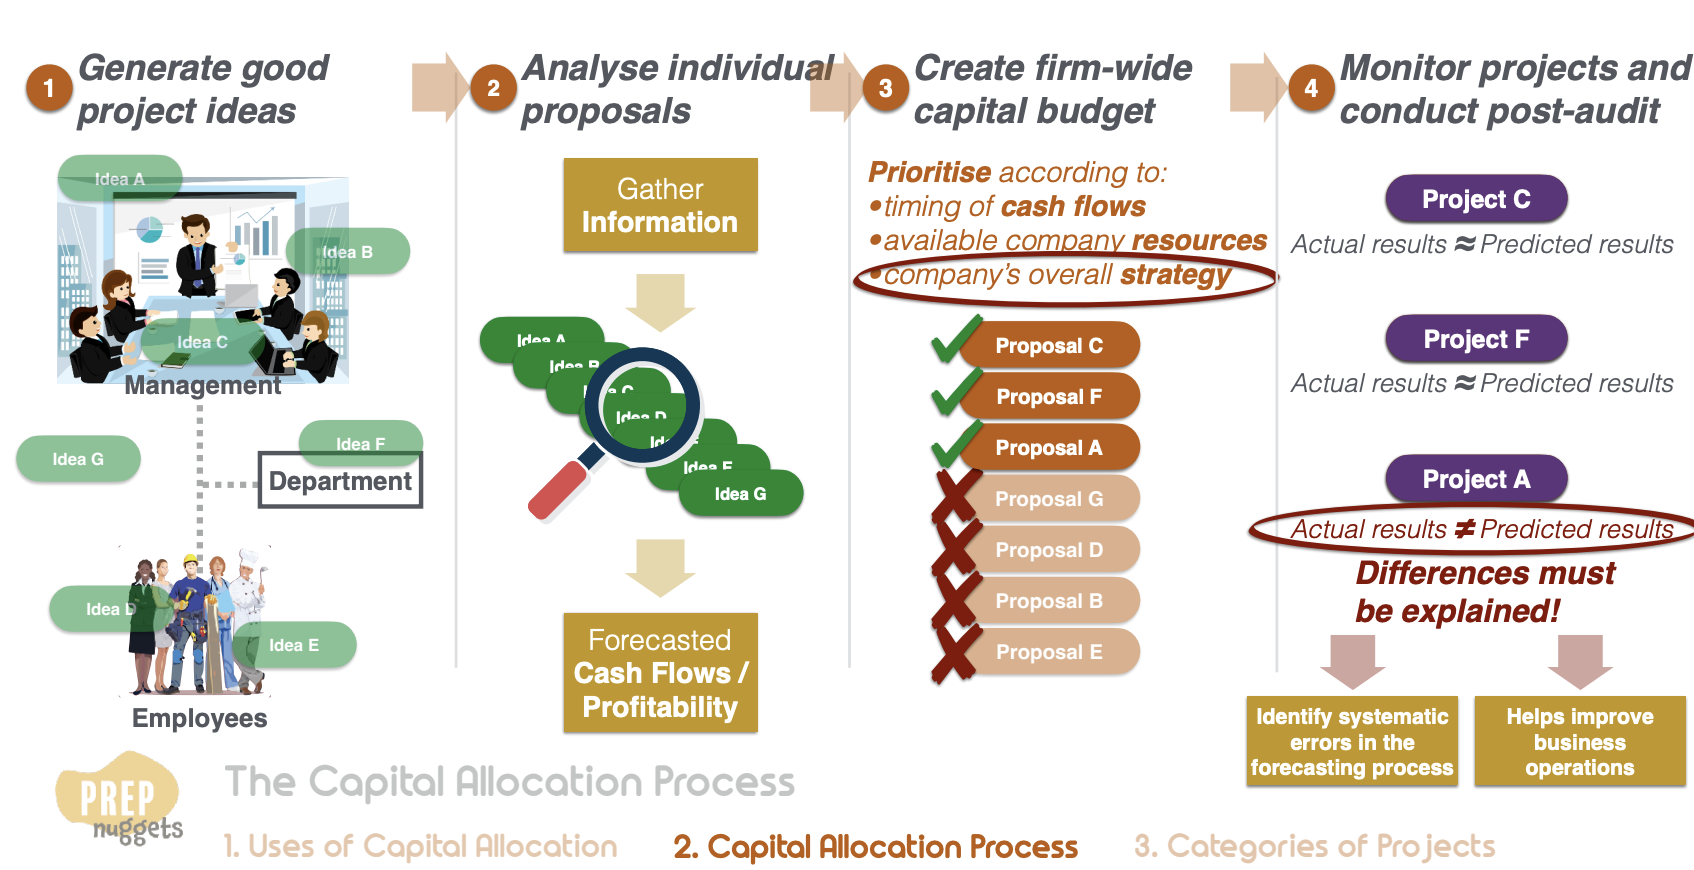 1
Generate good
project ideas
Idea A
Idea B
Idea C
Management
Idea F
Idea G
Department
Idea D
Idea E
Employees
2
Analyse individual
proposals
Gather
Information
Idea A
Idea B
Idea C
Idea D
Idea F
Idea G
Forecasted
Cash Flows /
Profitability
3
Create firm-wide
capital budget
Prioritise according to:
•timing of cash flows
•available company resources
•company's overall strategy
Proposal C
Proposal F
Proposal A
Proposal G
Proposal D
Proposal B
Proposal E
4
Monitor projects and
conduct post-audit
Project C
Actual results ≈ Predicted results
Project F
Actual results ≈ Predicted results
Project A
Actual results ≠ Predicted results
Differences must
be explained!
Identify systematic
errors in the
forecasting process
Helps improve
business
operations
PREP
nuggets
The Capital Allocation Process
1. Uses of Capital Allocation
2. Capital Allocation Process
3. Categories of Projects